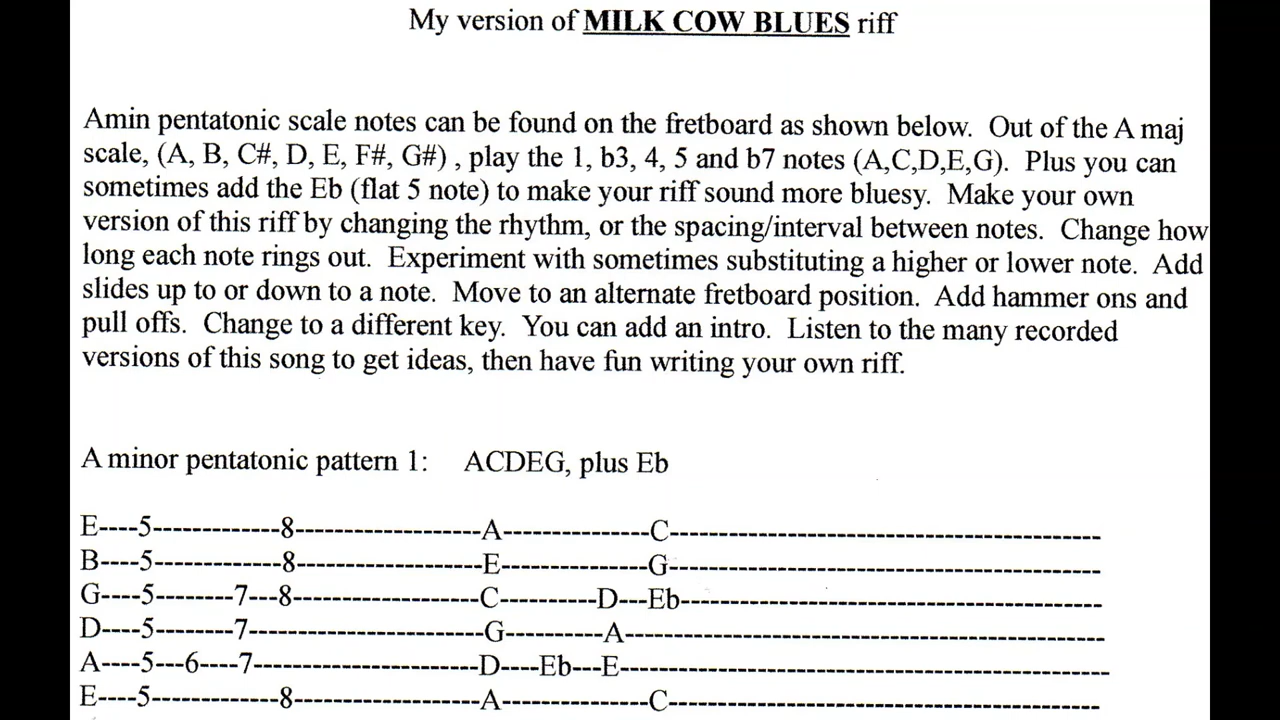 My version of MILK COW BLUES riff
Amin pentatonic scale notes can be found on the fretboard as shown below. Out of the A maj
scale, (A, B, C#, D, E, F#, G#) , play the 1, b3, 4, 5 and b7 notes (A,C,D,E,G). Plus you can
sometimes add the Eb (flat 5 note) to make your riff sound more bluesy. Make your own
version of this riff by changing the rhythm, or the spacing/interval between notes. Change how
long each note rings out. Experiment with sometimes substituting a higher or lower note. Add
slides up to or down to a note. Move to an alternate fretboard position. Add hammer ons and
pull offs. Change to a different key. You can add an intro. Listen to the many recorded
versions of this song to get ideas, then have fun writing your own riff.
A minor pentatonic pattern 1: ACDEG, plus Eb
E----5-------------8-------------------A---------------C--------------------------------------------
B----5-------------8-------------------E---------------G--------------------------------------------
G----5--------7---8-------------------C----------D---Eb-------------------------------------------
D----5--------7------------------------G----------A-------------------------------------------------
A----5---6----7-----------------------D----Eb---E--------------------------------------------------
E----5-------------8-------------------A---------------C--------------------------------------------